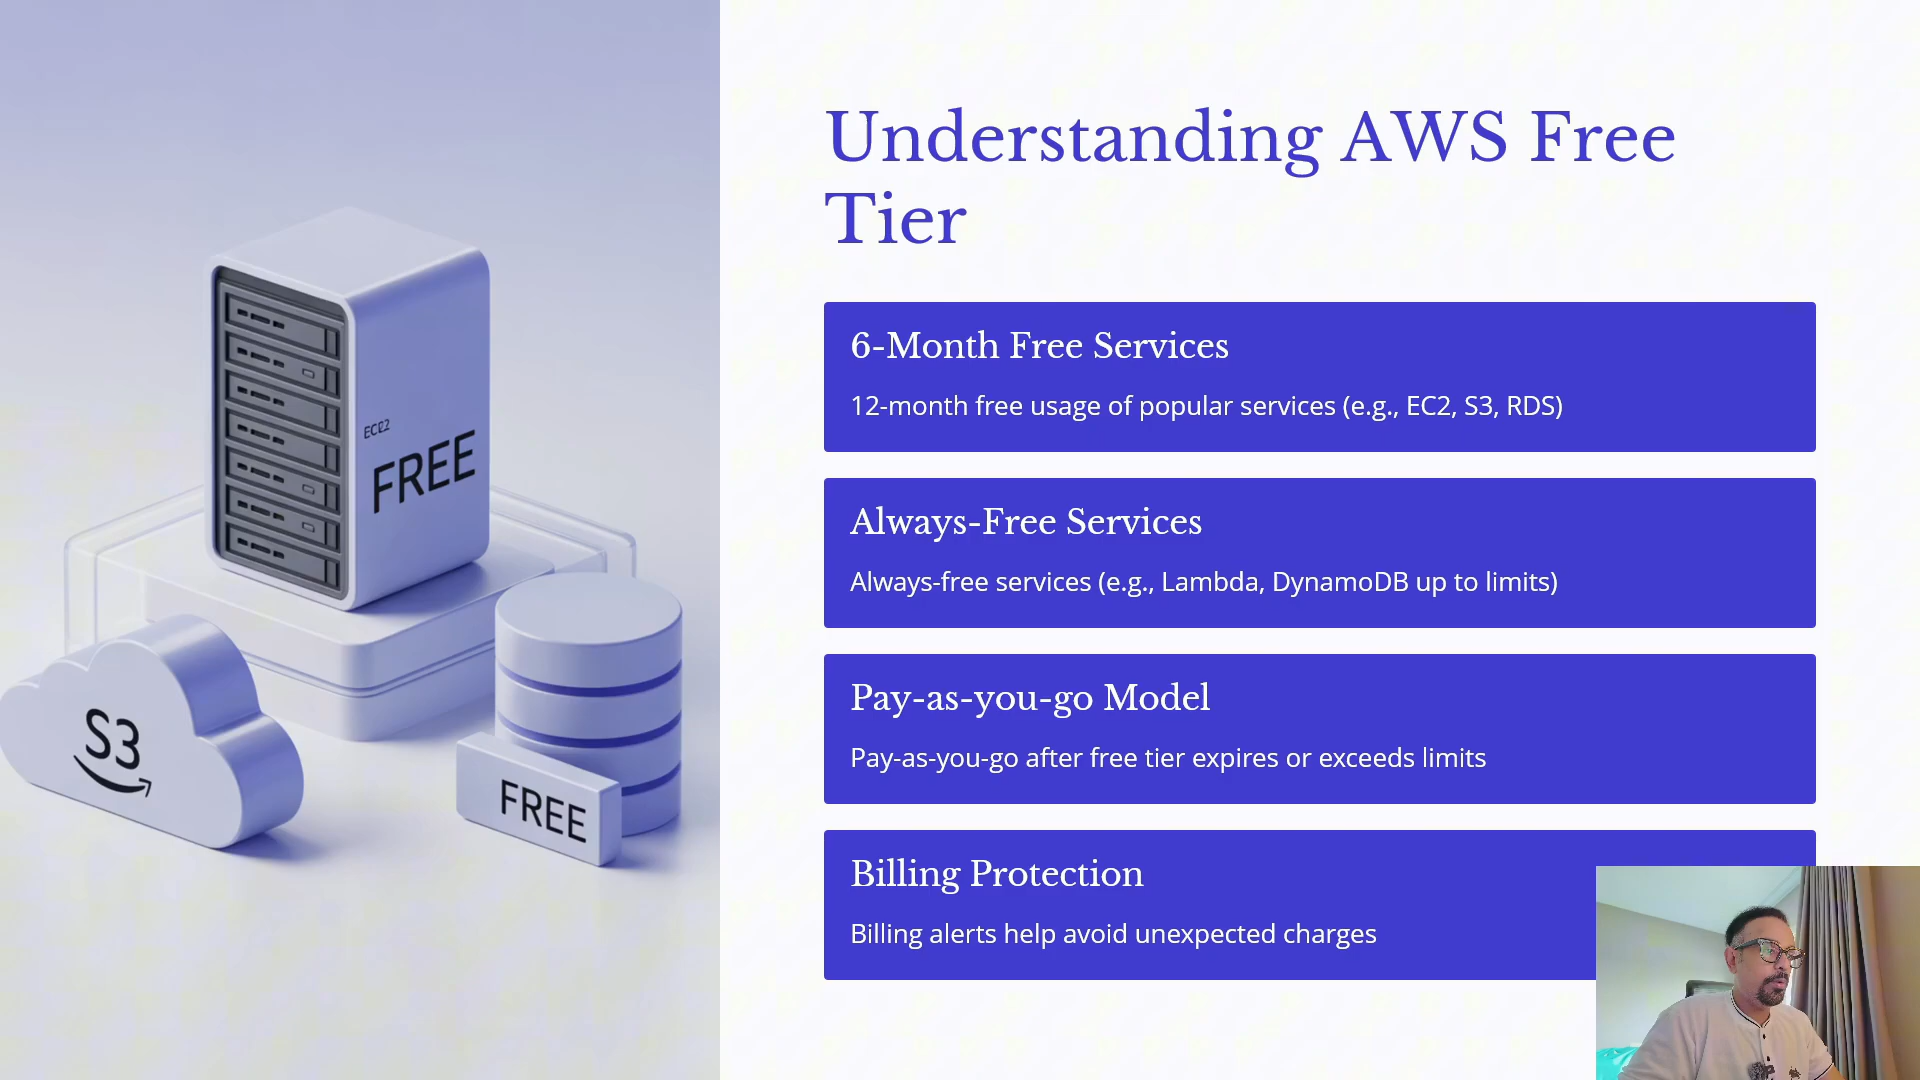 Understanding AWS Free
Tier
6-Month Free Services
12-month free usage of popular services (e.g., EC2, S3, RDS)
Always-Free Services
Always-free services (e.g., Lambda, DynamoDB up to limits)
Pay-as-you-go Model
Pay-as-you-go after free tier expires or exceeds limits
Billing Protection
Billing alerts help avoid unexpected charges
FREE
S3
FREE